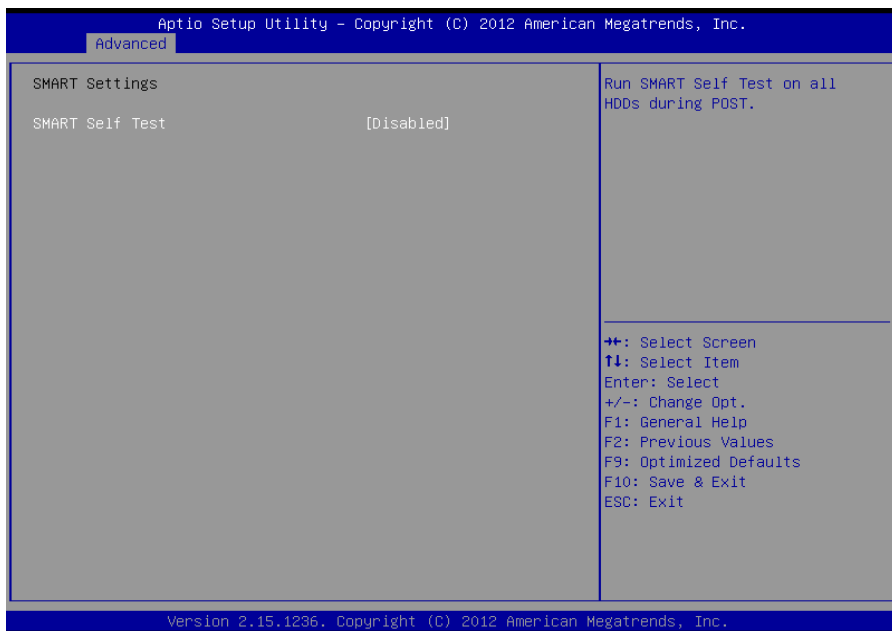 Aptio Setup Utility – Copyright (C) 2012 American Megatrends, Inc.
Advanced
SMART Settings
SMART Self Test [Disabled]
Run SMART Self Test on all
HDDs during POST.
→←: Select Screen
↑↓: Select Item
Enter: Select
+/-: Change Opt.
F1: General Help
F2: Previous Values
F9: Optimized Defaults
F10: Save & Exit
ESC: Exit
Version 2.15.1236. Copyright (C) 2012 American Megatrends, Inc.